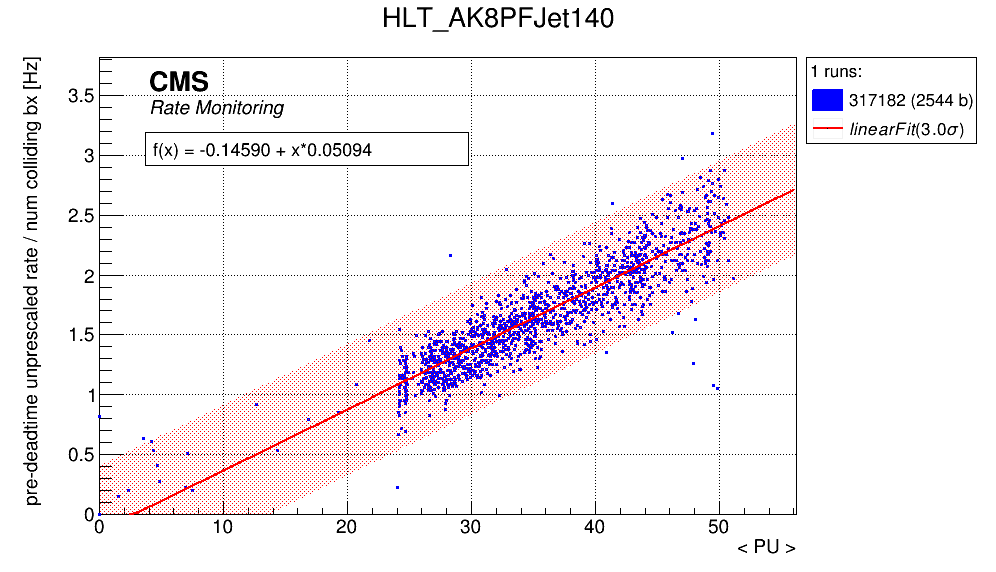 HLT_AK8PFJet140
pre-deadtime unprescaled rate / num colliding bx [Hz]
CMS
Rate Monitoring
f(x) = -0.14590 + x*0.05094
3.5
3
2.5
2
1.5
1
0.5
0
0 10 20 30 40 50
< PU >
1 runs:
317182 (2544 b)
linearFit(3.0σ)